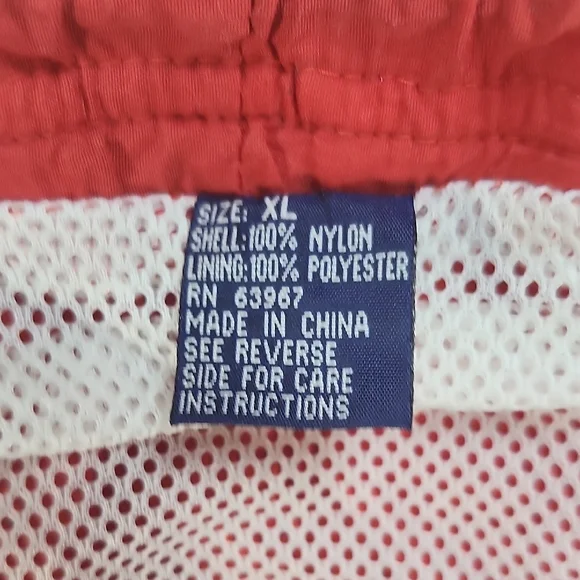 SIZE: XL
SHELL:100% NYLON
LINING:100% POLYESTER
RN 63967
MADE IN CHINA
SEE REVERSE
SIDE FOR CARE
INSTRUCTIONS